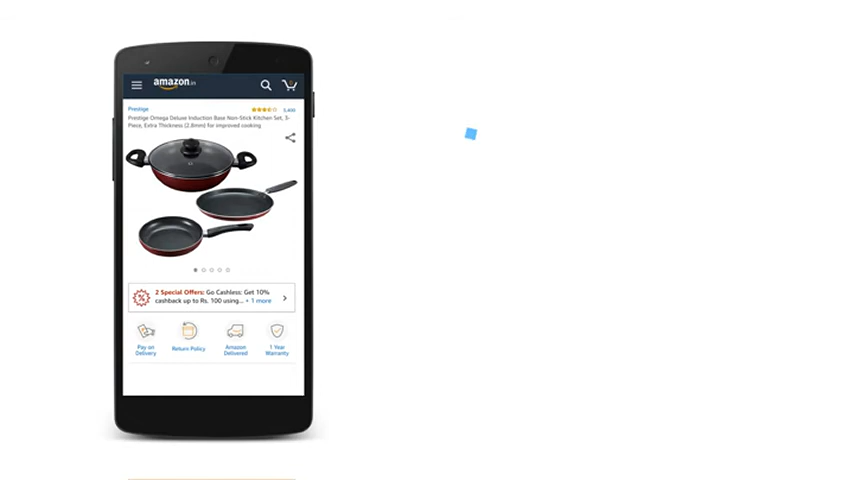 amazon.in
Prestige
Prestige Omega Deluxe Induction Base Non-Stick Kitchen Set, 3-
Piece, Extra Thickness (2.8mm) for improved cooking
2 Special Offers: Go Cashless: Get 10%
cashback up to Rs. 100 using... • 1 more
Pay on
Delivery
Return Policy
Amazon
Delivered
1 Year
Warranty